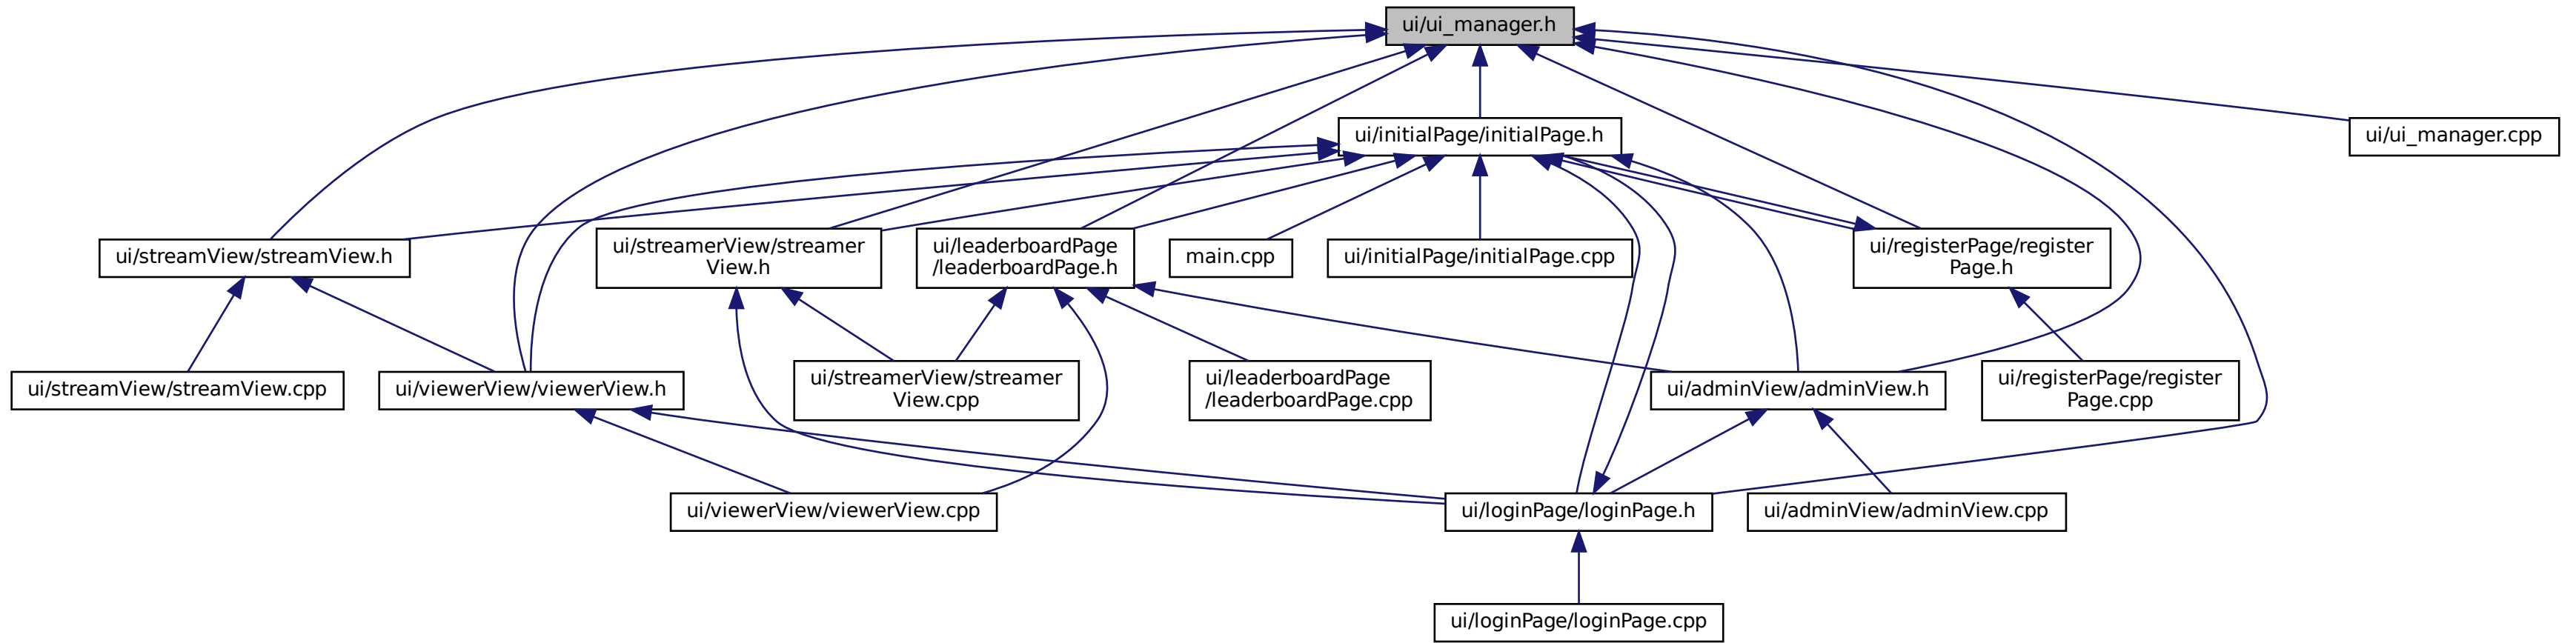 ui/ui_manager.h
ui/initialPage/initialPage.h
ui/ui_manager.cpp
ui/streamView/streamView.h
ui/streamerView/streamer
View.h
ui/leaderboardPage
/leaderboardPage.h
main.cpp
ui/initialPage/initialPage.cpp
ui/registerPage/register
Page.h
ui/streamView/streamView.cpp
ui/viewerView/viewerView.h
ui/streamerView/streamer
View.cpp
ui/leaderboardPage
/leaderboardPage.cpp
ui/adminView/adminView.h
ui/registerPage/register
Page.cpp
ui/viewerView/viewerView.cpp
ui/loginPage/loginPage.h
ui/adminView/adminView.cpp
ui/loginPage/loginPage.cpp